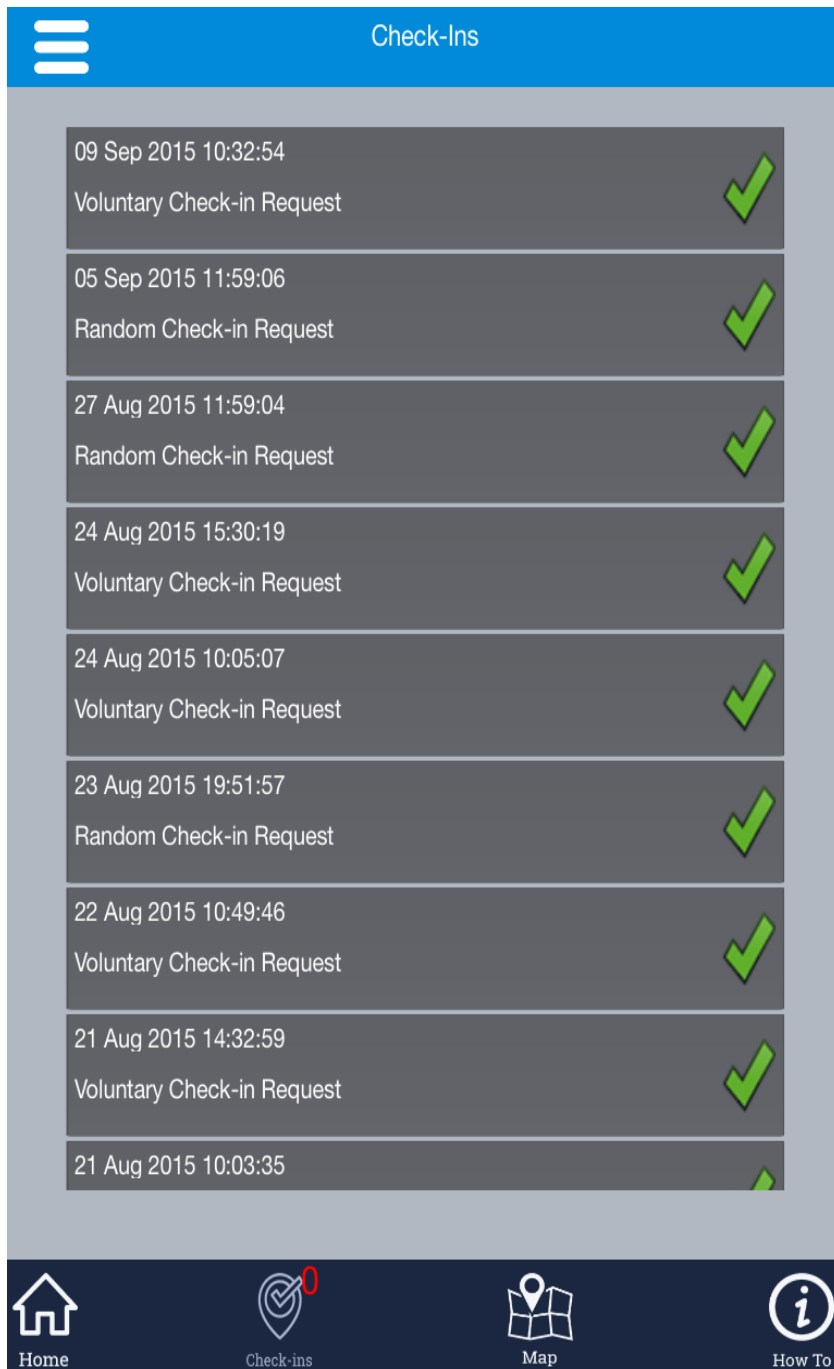 Check-Ins
09 Sep 2015 10:32:54
Voluntary Check-in Request
05 Sep 2015 11:59:06
Random Check-in Request
27 Aug 2015 11:59:04
Random Check-in Request
24 Aug 2015 15:30:19
Voluntary Check-in Request
24 Aug 2015 10:05:07
Voluntary Check-in Request
23 Aug 2015 19:51:57
Random Check-in Request
22 Aug 2015 10:49:46
Voluntary Check-in Request
21 Aug 2015 14:32:59
Voluntary Check-in Request
21 Aug 2015 10:03:35
0
Home Check-ins Map How To